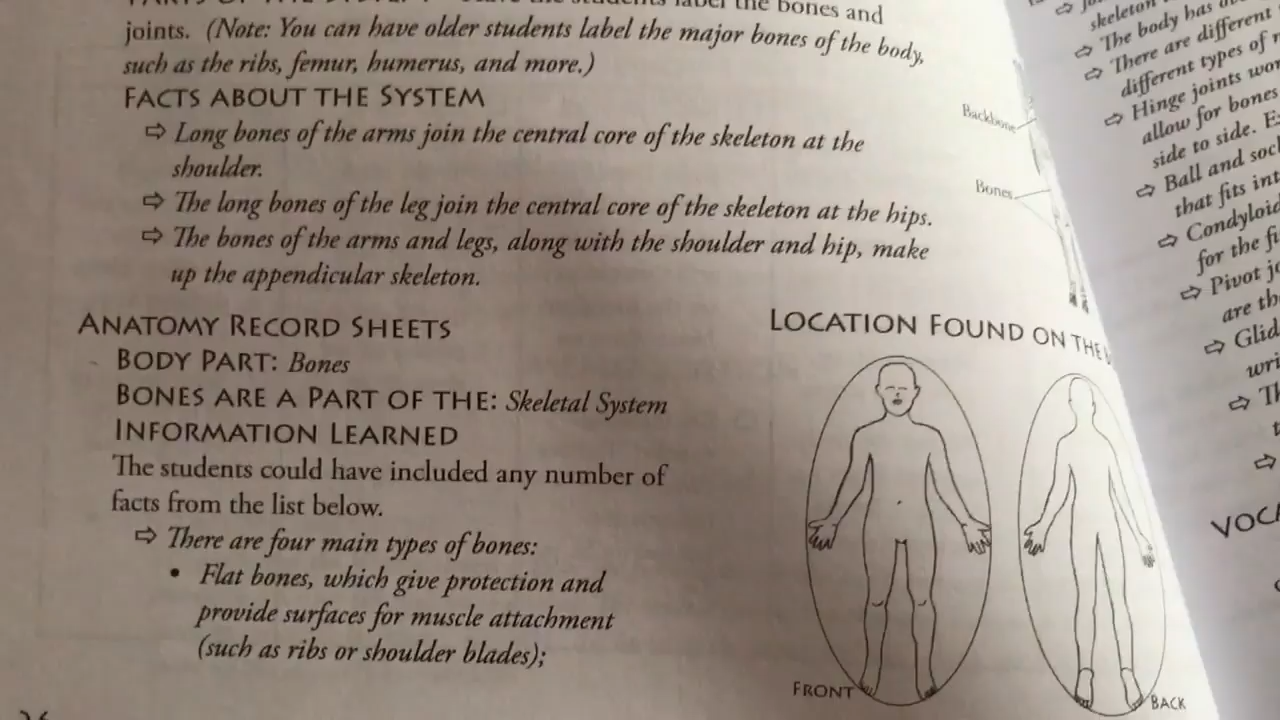 the bones and
joints. (Note: You can have older students label the major bones of the body,
such as the ribs, femur, humerus, and more.)
FACTS ABOUT THE SYSTEM
⇨ Long bones of the arms join the central core of the skeleton at the
shoulder.
⇨ The long bones of the leg join the central core of the skeleton at the hips.
⇨ The bones of the arms and legs, along with the shoulder and hip, make
up the appendicular skeleton.
Backbone
Bones
ANATOMY RECORD SHEETS
BODY PART: Bones
BONES ARE A PART OF THE: Skeletal System
INFORMATION LEARNED
The students could have included any number of
facts from the list below.
⇨ There are four main types of bones:
• Flat bones, which give protection and
provide surfaces for muscle attachment
(such as ribs or shoulder blades);
LOCATION FOUND ON THE
FRONT
BACK
skeleton
⇨ The body has
⇨ There are different
different types of
⇨ Hinge joints
allow for bones
side to side.
⇨ Ball and
that fits
⇨ Condyloid
for the
⇨ Pivot
are
⇨
⇨